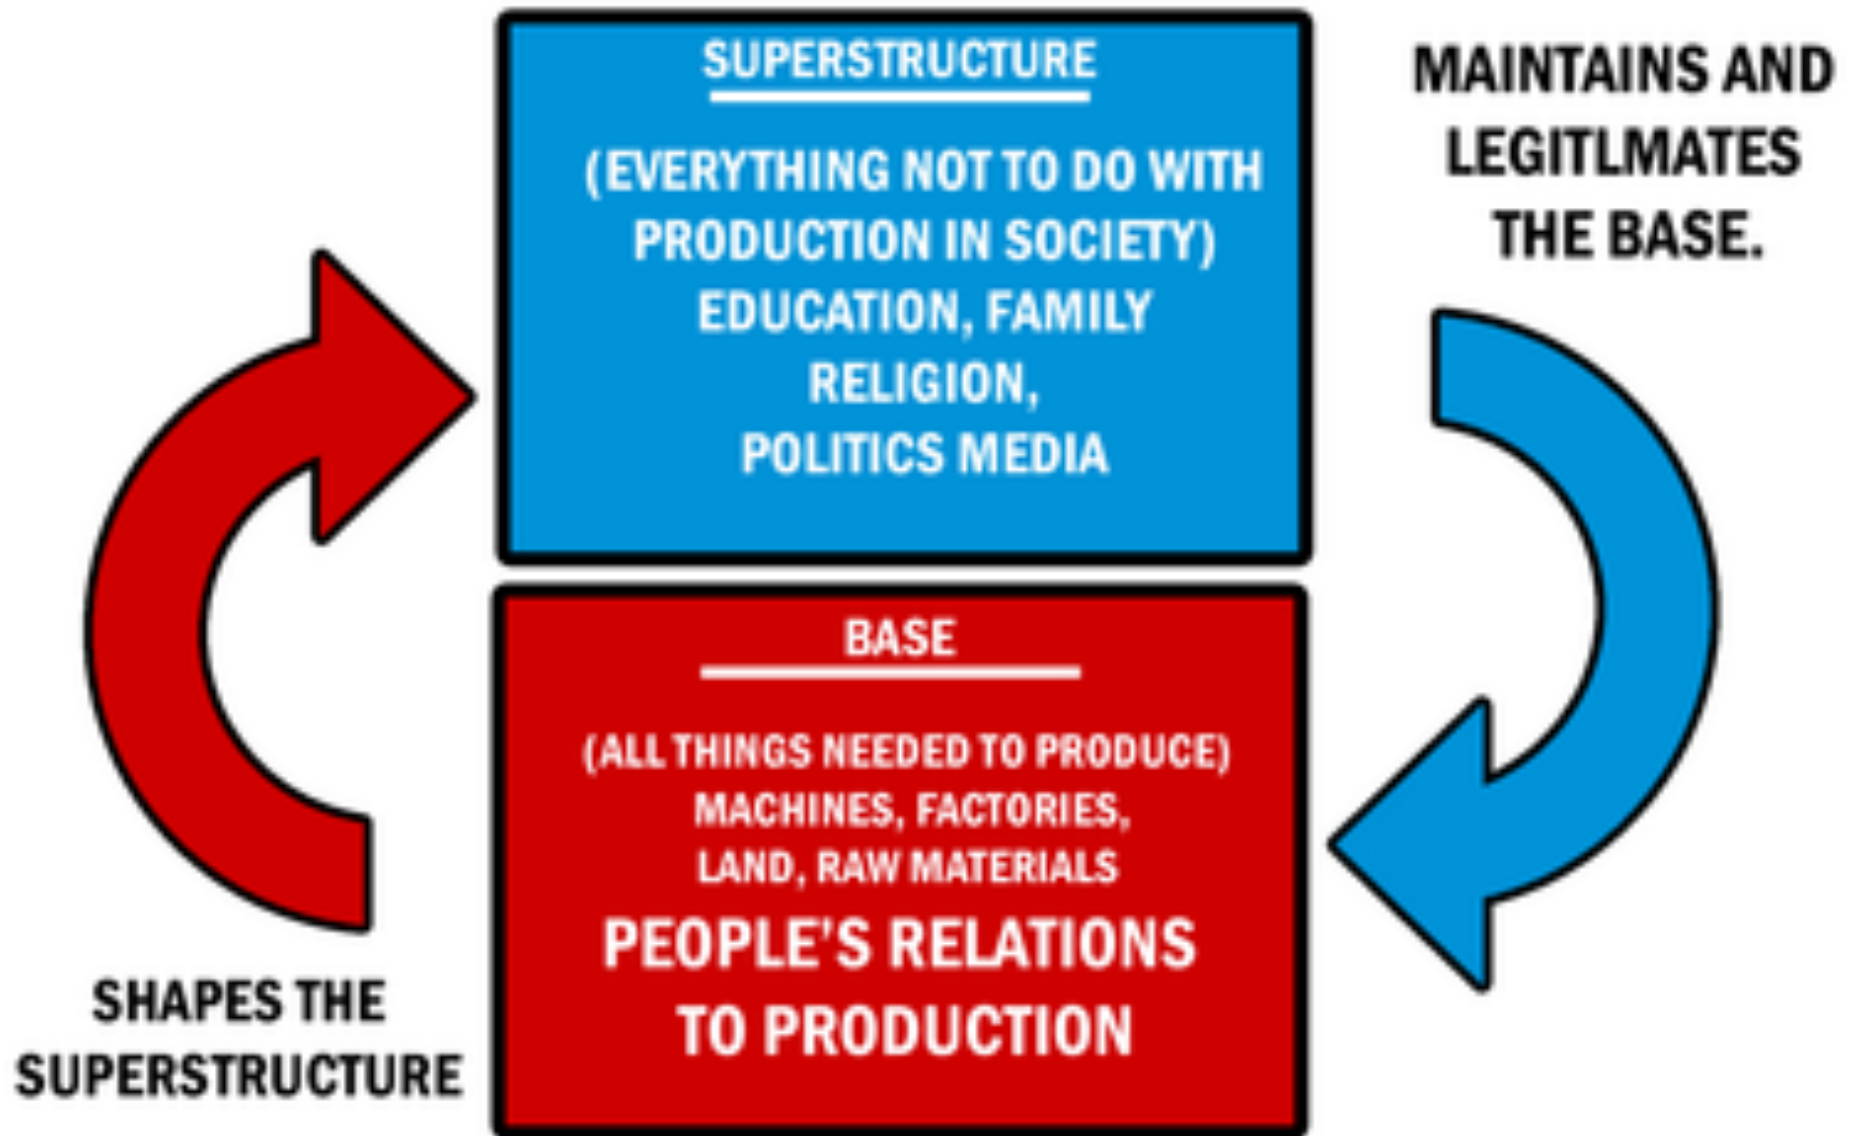 SUPERSTRUCTURE
(EVERYTHING NOT TO DO WITH
PRODUCTION IN SOCIETY)
EDUCATION, FAMILY
RELIGION,
POLITICS MEDIA
MAINTAINS AND
LEGITLMATES
THE BASE.
BASE
(ALL THINGS NEEDED TO PRODUCE)
MACHINES, FACTORIES,
LAND, RAW MATERIALS
PEOPLE'S RELATIONS
TO PRODUCTION
SHAPES THE
SUPERSTRUCTURE